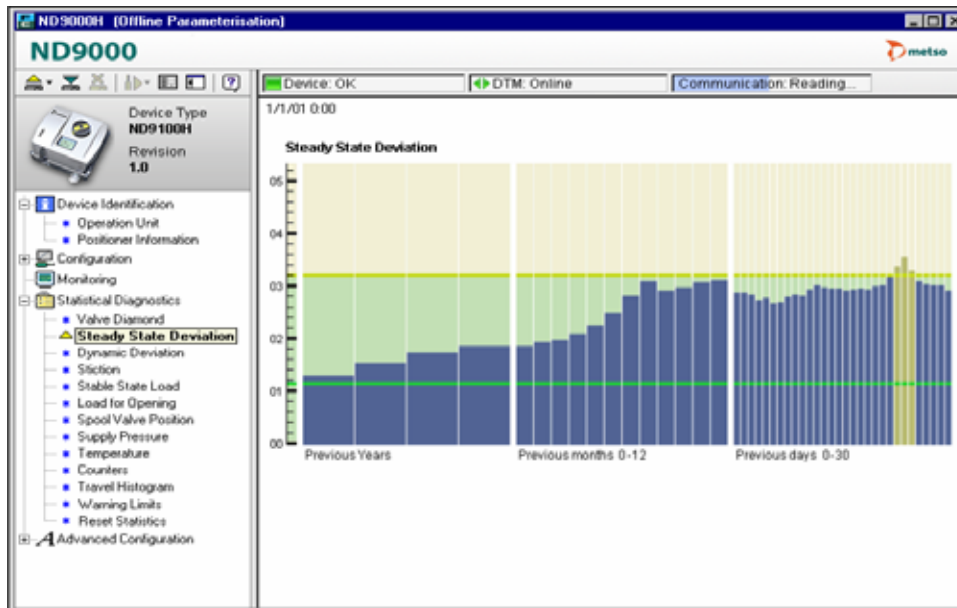 ND9000H (Offline Parameterisation)
ND9000
metso
Device Type
ND9100H
Revision
1.0
Device: OK
DTM: Online
Communication: Reading...
1/1/01 0:00
Device Identification
Operation Unit
Positioner Information
Configuration
Monitoring
Statistical Diagnostics
Valve Diamond
Steady State Deviation
Dynamic Deviation
Stiction
Stable State Load
Load for Opening
Spool Valve Position
Supply Pressure
Temperature
Counters
Travel Histogram
Warning Limits
Reset Statistics
Advanced Configuration
Steady State Deviation
05
04
03
02
01
00
Previous Years
Previous months 0-12
Previous days 0-30